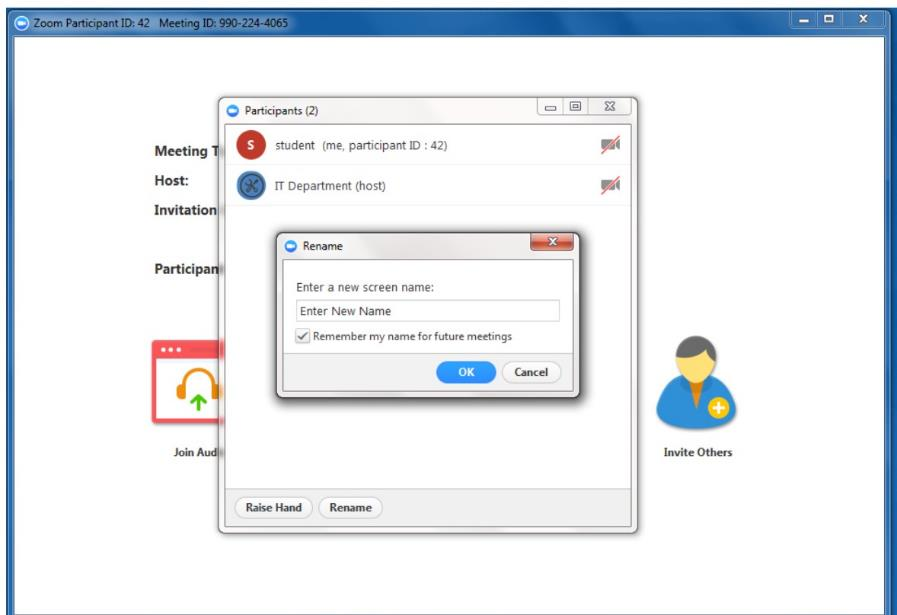 Zoom Participant ID: 42 Meeting ID: 990-224-4065
Participants (2)
S
student (me, participant ID : 42)
IT Department (host)
Meeting T
Host:
Invitation
Participan
Rename
Enter a new screen name:
Enter New Name
Remember my name for future meetings
OK Cancel
Join Aud
Invite Others
Raise Hand Rename